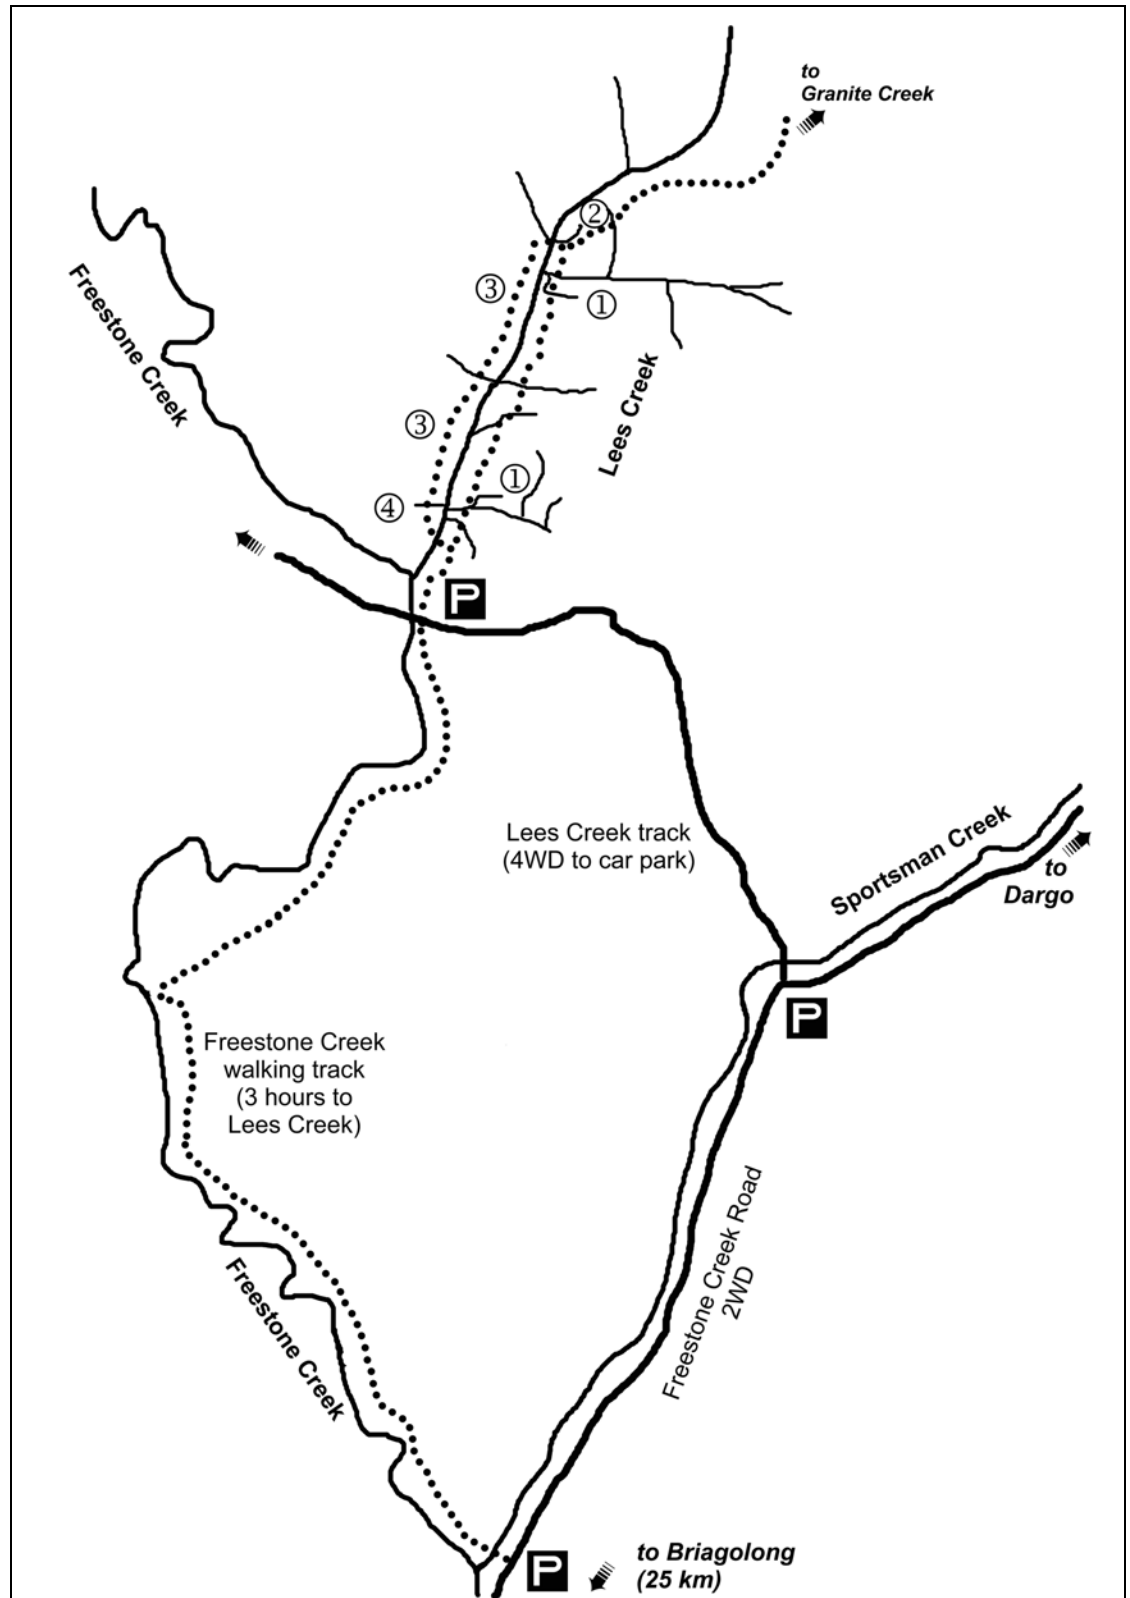 to
Granite Creek
②
Freestone Creek
③
①
Lees Creek
③
①
④
P
Lees Creek track
(4WD to car park)
Sportsman Creek
to
Dargo
P
Freestone Creek
walking track
(3 hours to
Lees Creek)
Freestone Creek Road
2WD
Freestone Creek
P
to Briagolong
(25 km)